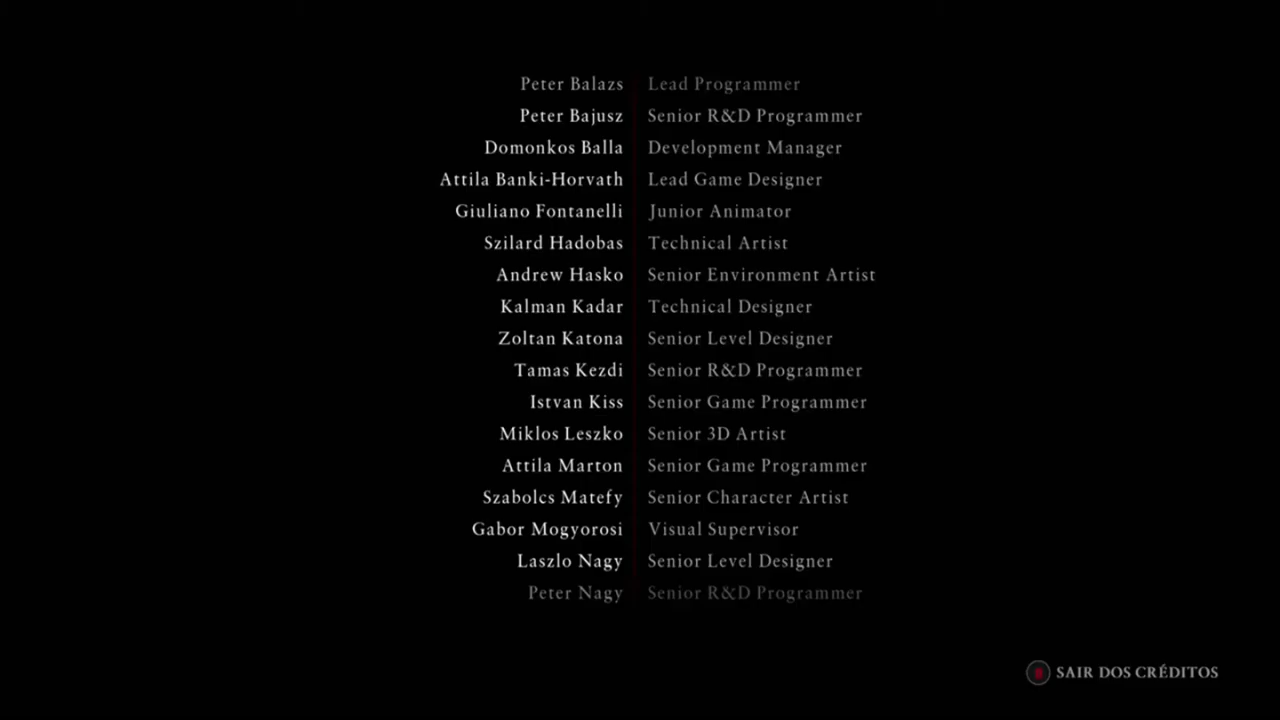 Peter Balazs Lead Programmer
Peter Bajusz Senior R&D Programmer
Domonkos Balla Development Manager
Attila Banki-Horvath Lead Game Designer
Giuliano Fontanelli Junior Animator
Szilard Hadobas Technical Artist
Andrew Hasko Senior Environment Artist
Kalman Kadar Technical Designer
Zoltan Katona Senior Level Designer
Tamas Kezdi Senior R&D Programmer
Istvan Kiss Senior Game Programmer
Miklos Leszko Senior 3D Artist
Attila Marton Senior Game Programmer
Szabolcs Matefy Senior Character Artist
Gabor Mogyorosi Visual Supervisor
Laszlo Nagy Senior Level Designer
Peter Nagy Senior R&D Programmer
SAIR DOS CRÉDITOS